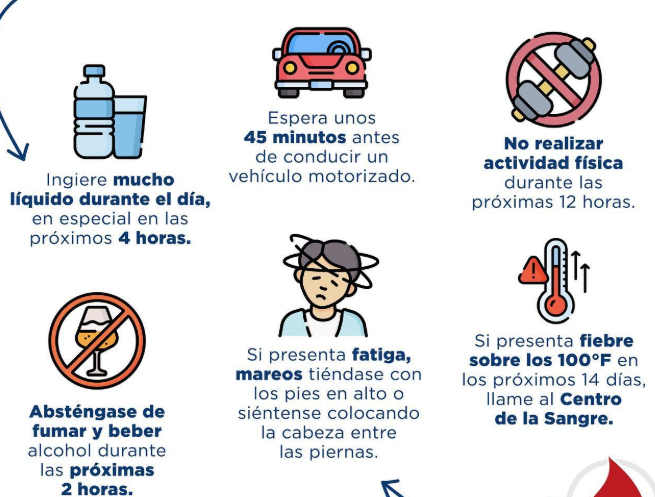 Ingiere mucho
líquido durante el día,
en especial en las
próximos 4 horas.
Espera unos
45 minutos antes
de conducir un
vehículo motorizado.
No realizar
actividad física
durante las
próximas 12 horas.
Absténgase de
fumar y beber
alcohol durante
las próximas
2 horas.
Si presenta fatiga,
mareos tiéndase con
los pies en alto o
siéntense colocando
la cabeza entre
las piernas.
Si presenta fiebre
sobre los 100°F en
los próximos 14 días,
llame al Centro
de la Sangre.